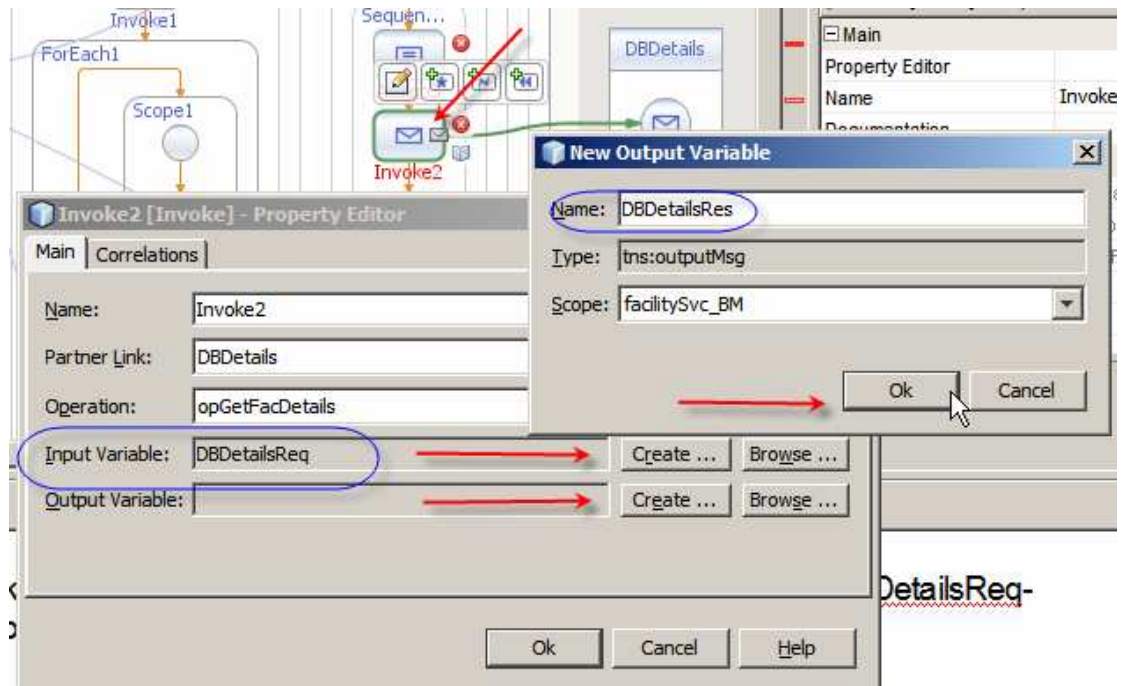 Invoke1
Sequen...
ForEach1
DBDetails
Main
Property Editor
Name
Invoke
Scope1
Documentation
Invoke2
New Output Variable
Name: DBDetailsRes
Type: tns:outputMsg
Scope: facilitySvc_BM
Ok
Cancel
Invoke2 [Invoke] - Property Editor
Main
Correlations
Name: Invoke2
Partner Link: DBDetails
Operation: opGetFacDetails
Input Variable: DBDetailsReq
Create ...
Browse ...
Output Variable:
Create ...
Browse ...
DetailsReq-
Ok
Cancel
Help